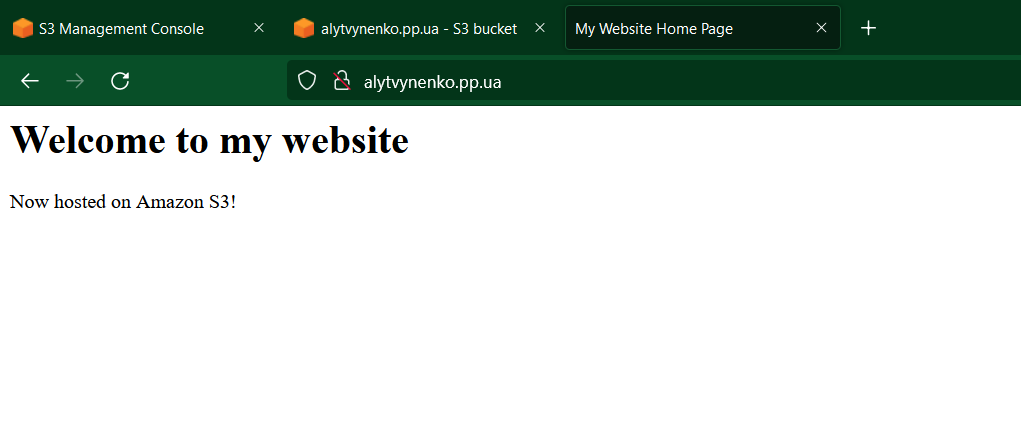 S3 Management Console
alytvynenko.pp.ua - S3 bucket
My Website Home Page
alytvynenko.pp.ua
Welcome to my website
Now hosted on Amazon S3!